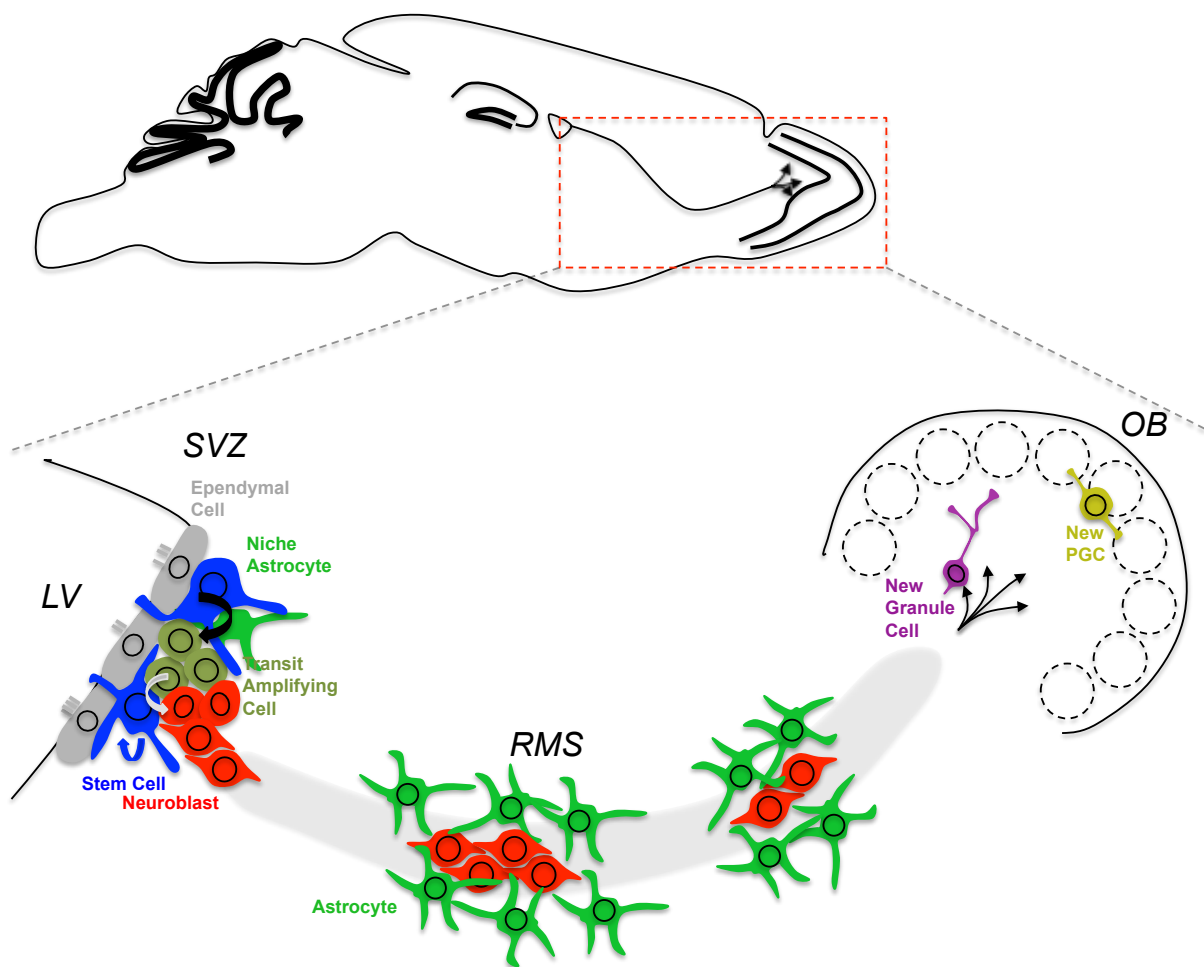 SVZ
OB
Ependymal
Cell
Niche
Astrocyte
LV
New
PGC
New
Granule
Cell
Transit
Amplifying
Cell
RMS
Stem Cell
Neuroblast
Astrocyte